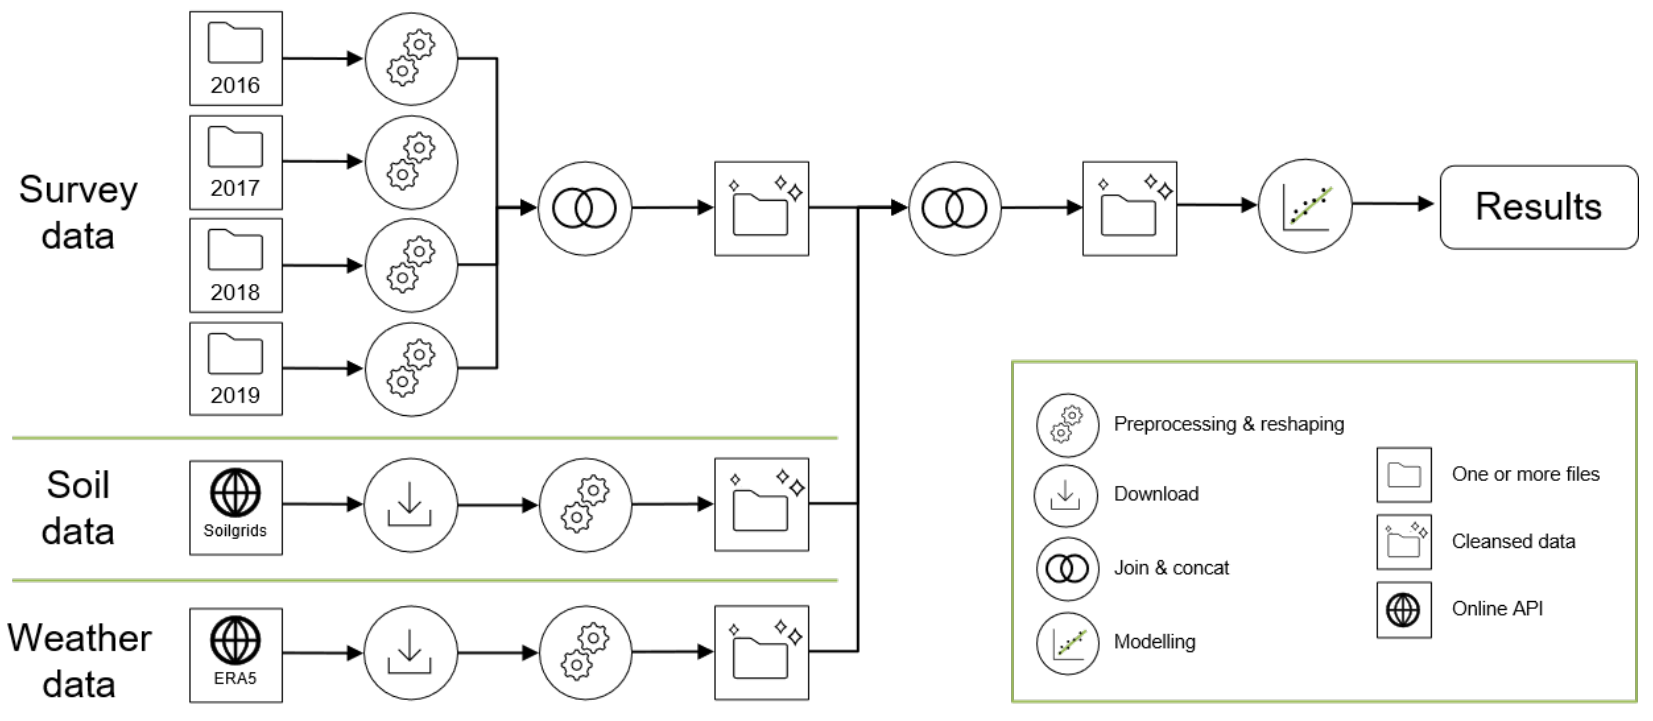 Survey
data
2016
2017
2018
2019
Results
Soil
data
Soilgrids
Weather
data
ERA5
Preprocessing & reshaping
Download
Join & concat
Modelling
One or more files
Cleansed data
Online API